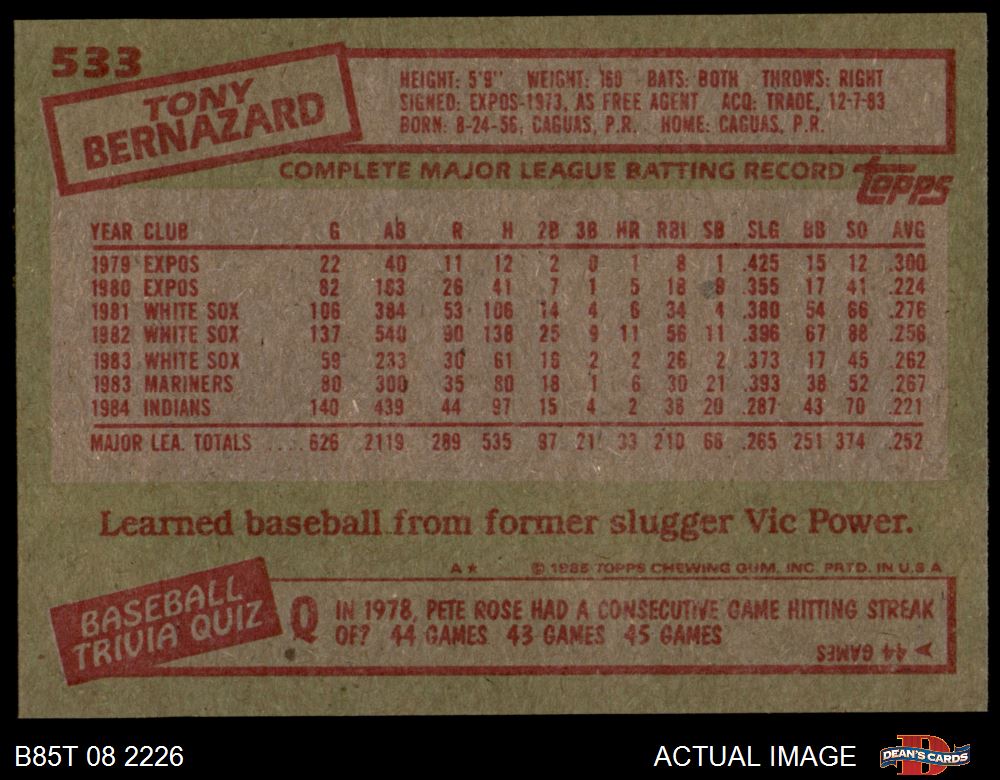 533
TONY
BERNAZARD
HEIGHT: 5'9" WEIGHT: 160 BATS: BOTH THROWS: RIGHT
SIGNED: EXPOS-1973, AS FREE AGENT ACQ: TRADE, 12-7-83
BORN: 8-24-56, CAGUAS, P.R. HOME: CAGUAS, P.R.
COMPLETE MAJOR LEAGUE BATTING RECORD topps
YEAR CLUB G AB R H 2B 3B HR RBI SB SLG BB SO AVG
1979 EXPOS 22 40 11 12 2 0 1 8 1 .425 15 12 .300
1980 EXPOS 82 183 26 41 7 1 5 18 9 .355 17 41 .224
1981 WHITE SOX 106 384 53 106 14 4 6 34 4 .380 54 66 .276
1982 WHITE SOX 137 540 90 138 25 9 11 56 11 .396 67 88 .256
1983 WHITE SOX 59 233 30 61 16 2 2 26 2 .373 17 45 .262
1983 MARINERS 80 300 35 80 18 1 6 30 21 .393 38 52 .267
1984 INDIANS 140 439 44 97 15 4 2 38 20 .287 43 70 .221
MAJOR LEA. TOTALS .... 626 2119 289 535 97 21 33 210 68 .265 251 374 .252
Learned baseball from former slugger Vic Power.
A* © 1985 TOPPS CHEWING GUM, INC. PRTD. IN U.S.A
BASEBALL
TRIVIA QUIZ
Q IN 1978, PETE ROSE HAD A CONSECUTIVE GAME HITTING STREAK
OF? 44 GAMES 43 GAMES 45 GAMES
A 44 GAMES
B85T 08 2226
ACTUAL IMAGE
DEAN'S CARDS